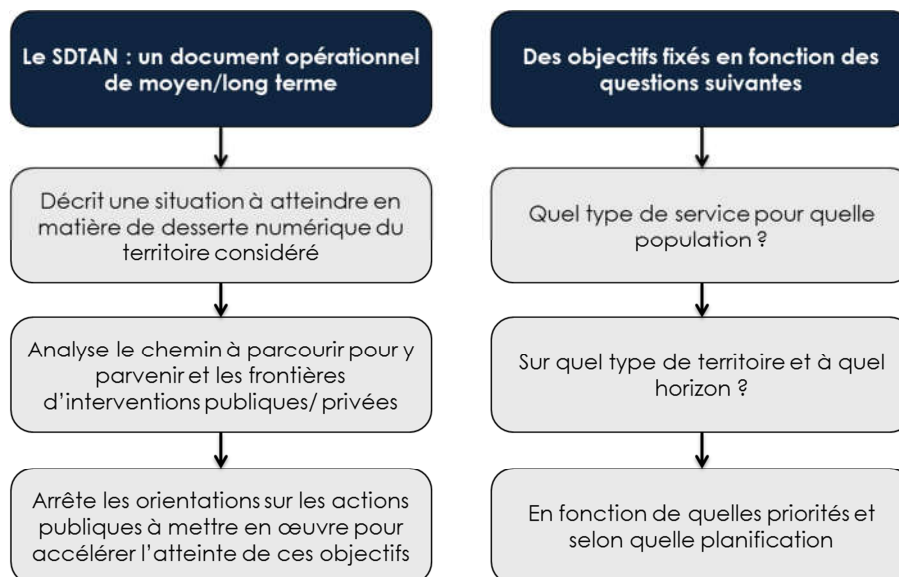 Le SDTAN : un document opérationnel
de moyen/long terme
Décrit une situation à atteindre en
matière de desserte numérique du
territoire considéré
Analyse le chemin à parcourir pour y
parvenir et les frontières
d'interventions publiques/ privées
Arrête les orientations sur les actions
publiques à mettre en œuvre pour
accélérer l'atteinte de ces objectifs
Des objectifs fixés en fonction des
questions suivantes
Quel type de service pour quelle
population ?
Sur quel type de territoire et à quel
horizon ?
En fonction de quelles priorités et
selon quelle planification